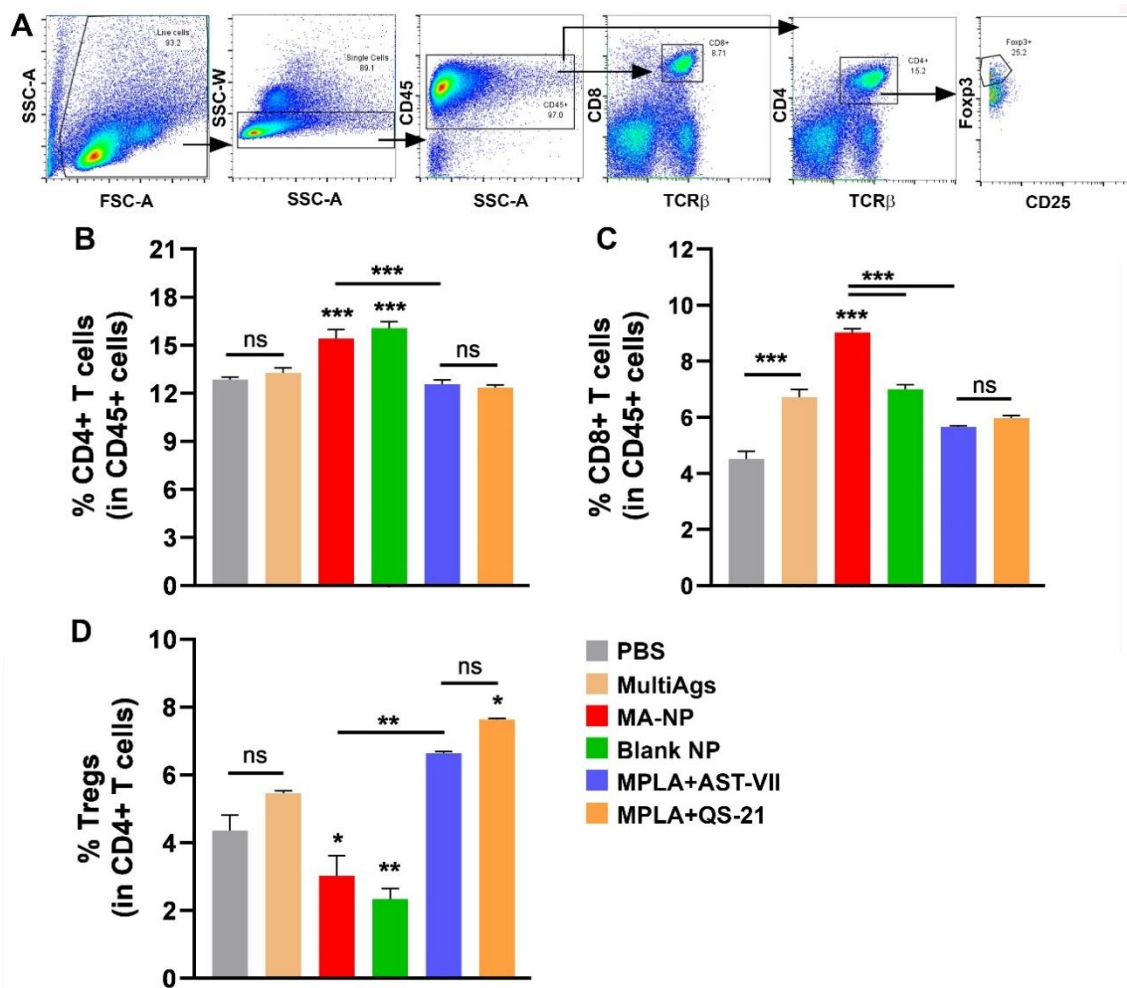 A
SSC-A
Live cells
93.2
FSC-A
SSC-W
Single Cells
89.1
SSC-A
CD45
CD45+
97.0
SSC-A
CD8
CD8+
8.71
TCRβ
CD4
CD4+
15.2
TCRβ
Foxp3
Foxp3+
25.2
CD25
B
% CD4+ T cells
(in CD45+ cells)
21
18
15
12
9
6
3
0
ns
***
***
***
ns
C
% CD8+ T cells
(in CD45+ cells)
12
10
8
6
4
2
0
***
***
***
ns
D
% Tregs
(in CD4+ T cells)
10
8
6
4
2
0
ns
*
**
**
ns
*
PBS
MultiAgs
MA-NP
Blank NP
MPLA+AST-VII
MPLA+QS-21